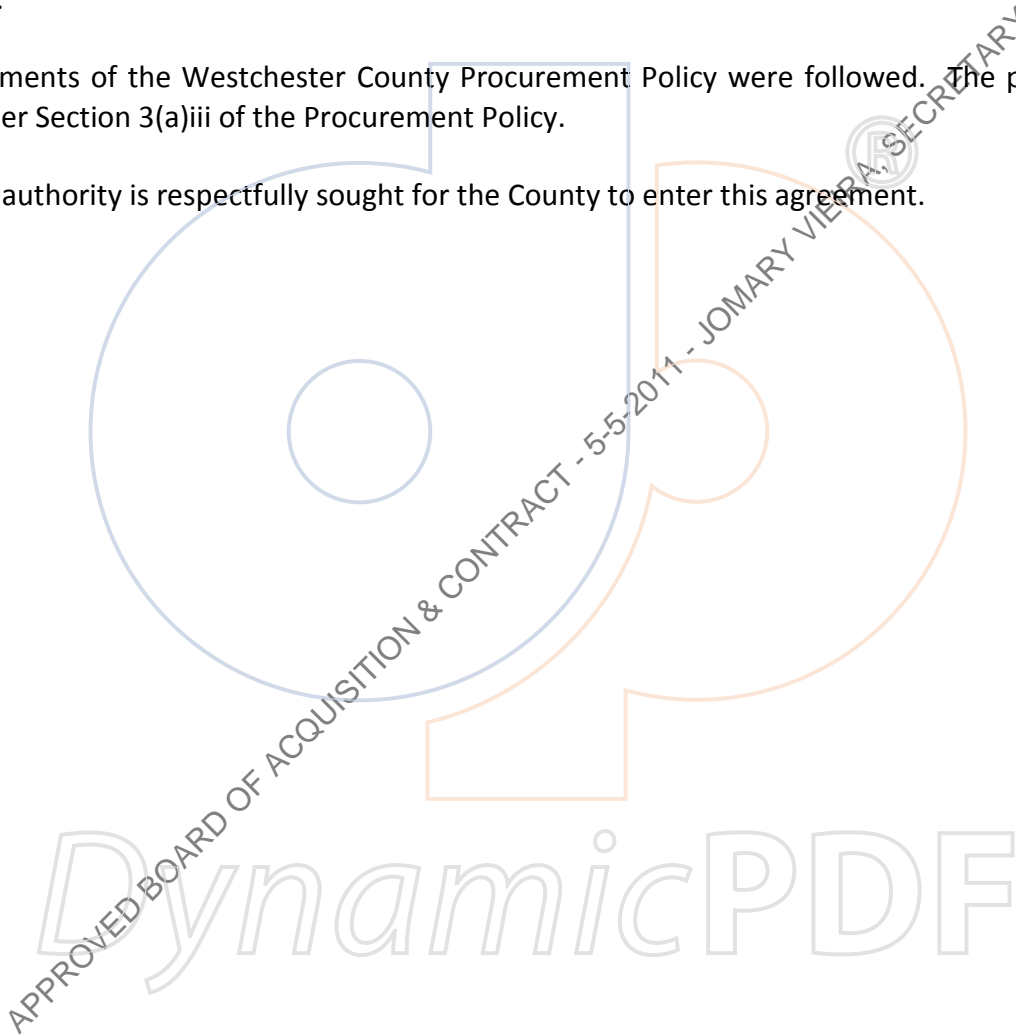 ments of the Westchester County Procurement Policy were followed. The p
er Section 3(a)iii of the Procurement Policy.
authority is respectfully sought for the County to enter this agreement.
APPROVED BOARD OF ACQUISITION & CONTRACT - 5-5-2011 - JOMARY VIEIRA, SECRETARY
®
DynamicPDF